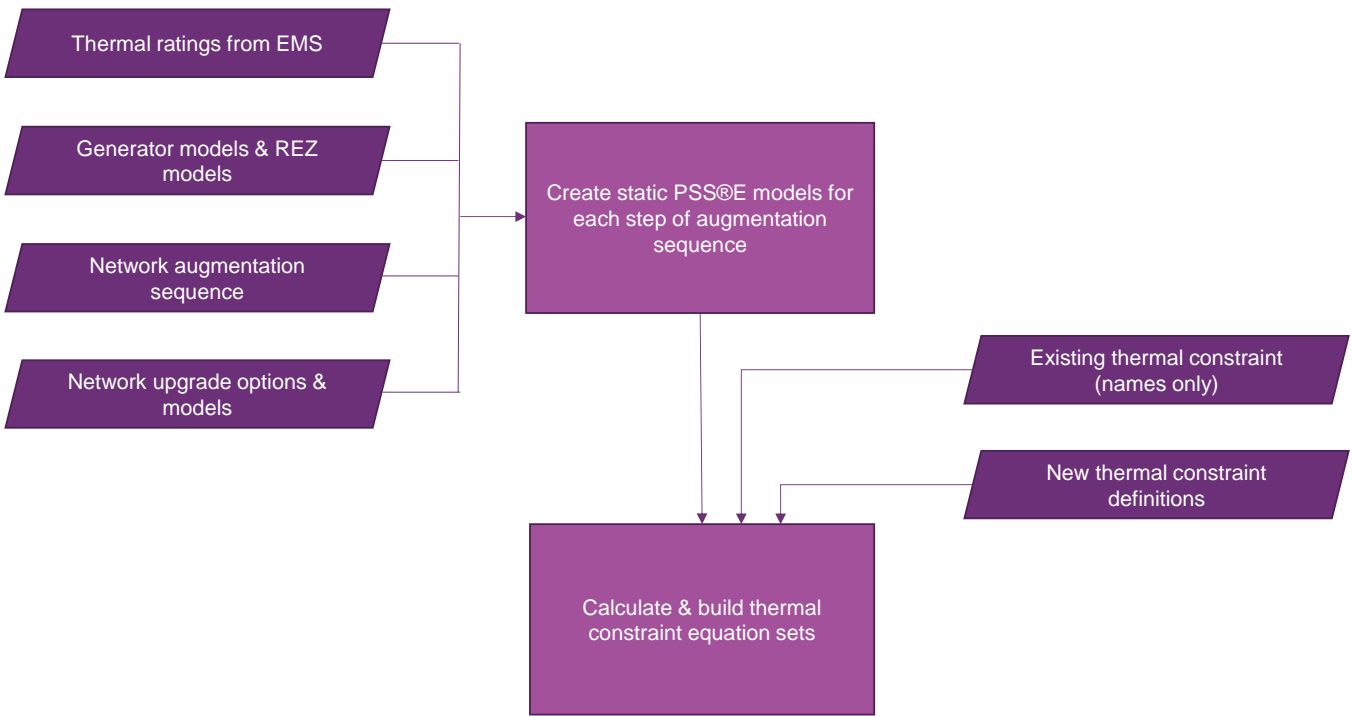 Thermal ratings from EMS
Generator models & REZ
models
Network augmentation
sequence
Network upgrade options &
models
Create static PSS®E models for
each step of augmentation
sequence
Existing thermal constraint
(names only)
New thermal constraint
definitions
Calculate & build thermal
constraint equation sets